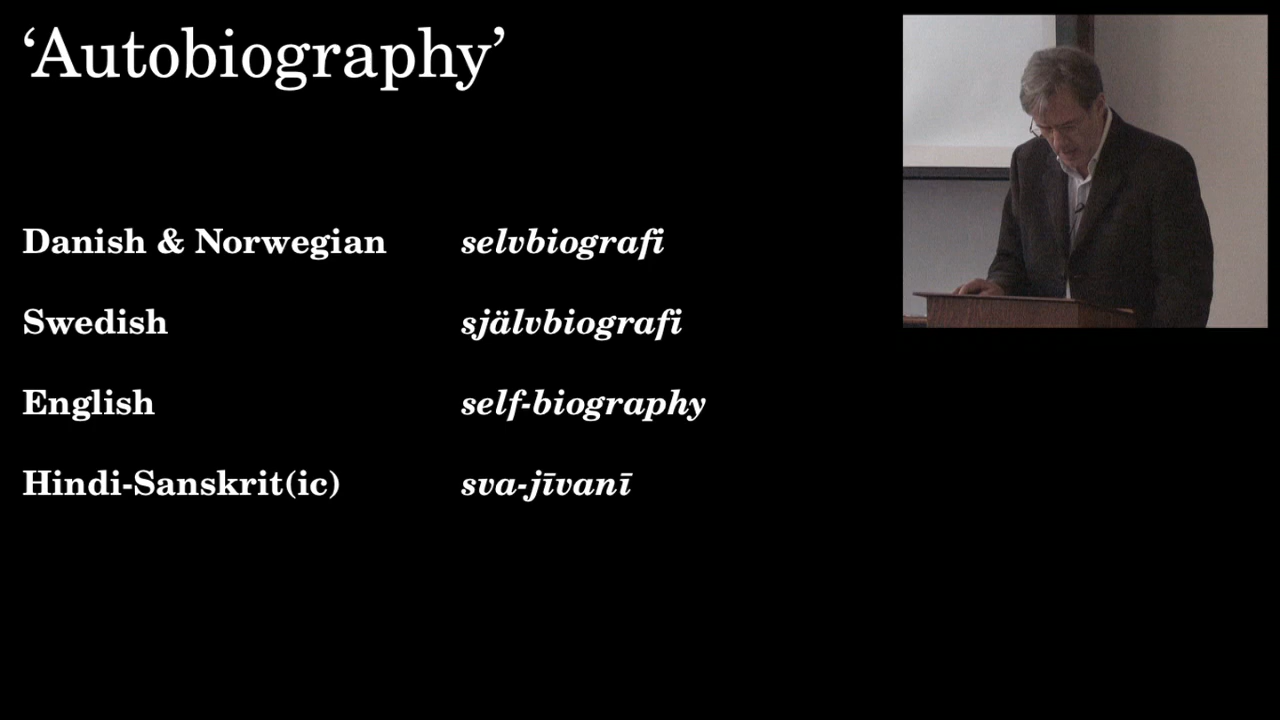 ‘Autobiography’
Danish & Norwegian selvbiografi
Swedish självbiografi
English self-biography
Hindi-Sanskrit(ic) sva-jīvanī